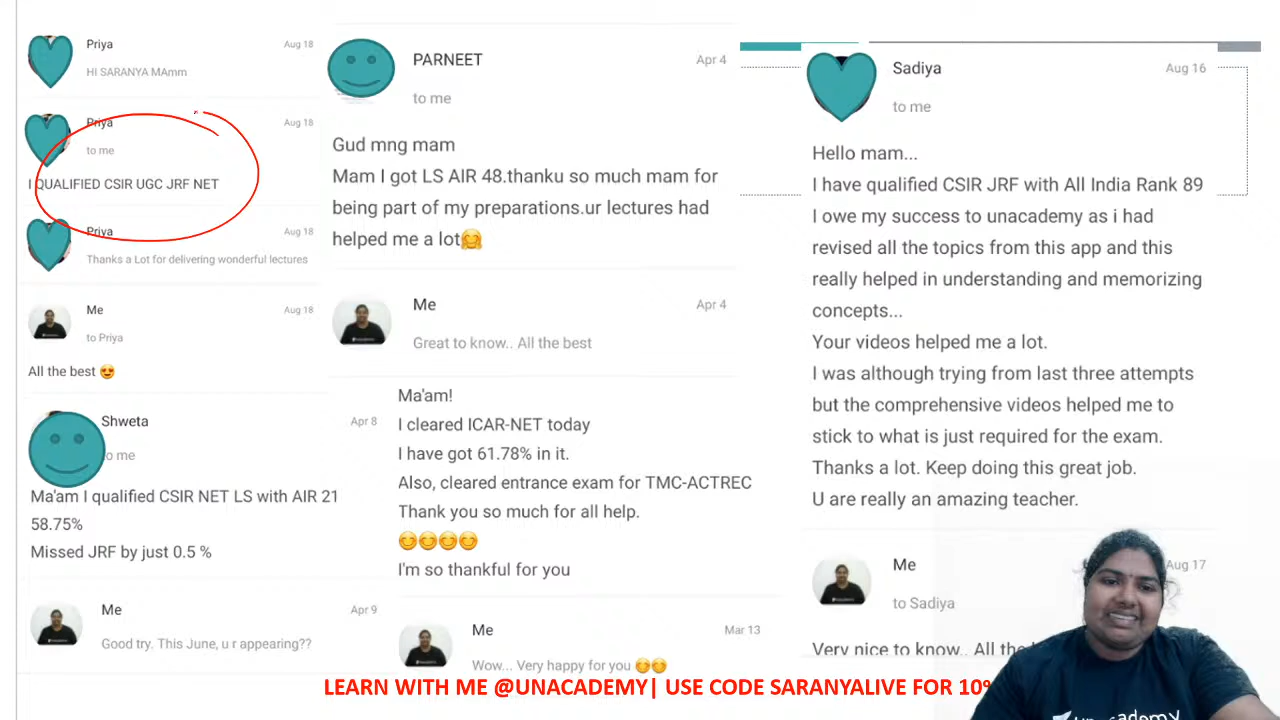 Priya
Aug 18
HI SARANYA MAmm
Priya
Aug 18
to me
I QUALIFIED CSIR UGC JRF NET
Priya
Aug 18
Thanks a Lot for delivering wonderful lectures
Me
Aug 18
to Priya
All the best 😍
Shweta
Apr 8
o me
Ma'am I qualified CSIR NET LS with AIR 21
58.75%
Missed JRF by just 0.5 %
Me
Apr 9
Good try. This June, u r appearing??
PARNEET
Apr 4
to me
Gud mng mam
Mam I got LS AIR 48.thanku so much mam for
being part of my preparations.ur lectures had
helped me a lot🤗
Me
Apr 4
Great to know.. All the best
Ma'am!
I cleared ICAR-NET today
I have got 61.78% in it.
Also, cleared entrance exam for TMC-ACTREC
Thank you so much for all help.
😊😊😊😊
I'm so thankful for you
Me
Mar 13
Wow... Very happy for you 😊😊
Sadiya
Aug 16
to me
Hello mam...
I have qualified CSIR JRF with All India Rank 89
I owe my success to unacademy as i had
revised all the topics from this app and this
really helped in understanding and memorizing
concepts...
Your videos helped me a lot.
I was although trying from last three attempts
but the comprehensive videos helped me to
stick to what is just required for the exam.
Thanks a lot. Keep doing this great job.
U are really an amazing teacher.
Me
Aug 17
to Sadiya
Very nice to know.. All the
LEARN WITH ME @UNACADEMY| USE CODE SARANYALIVE FOR 10%
unacademy